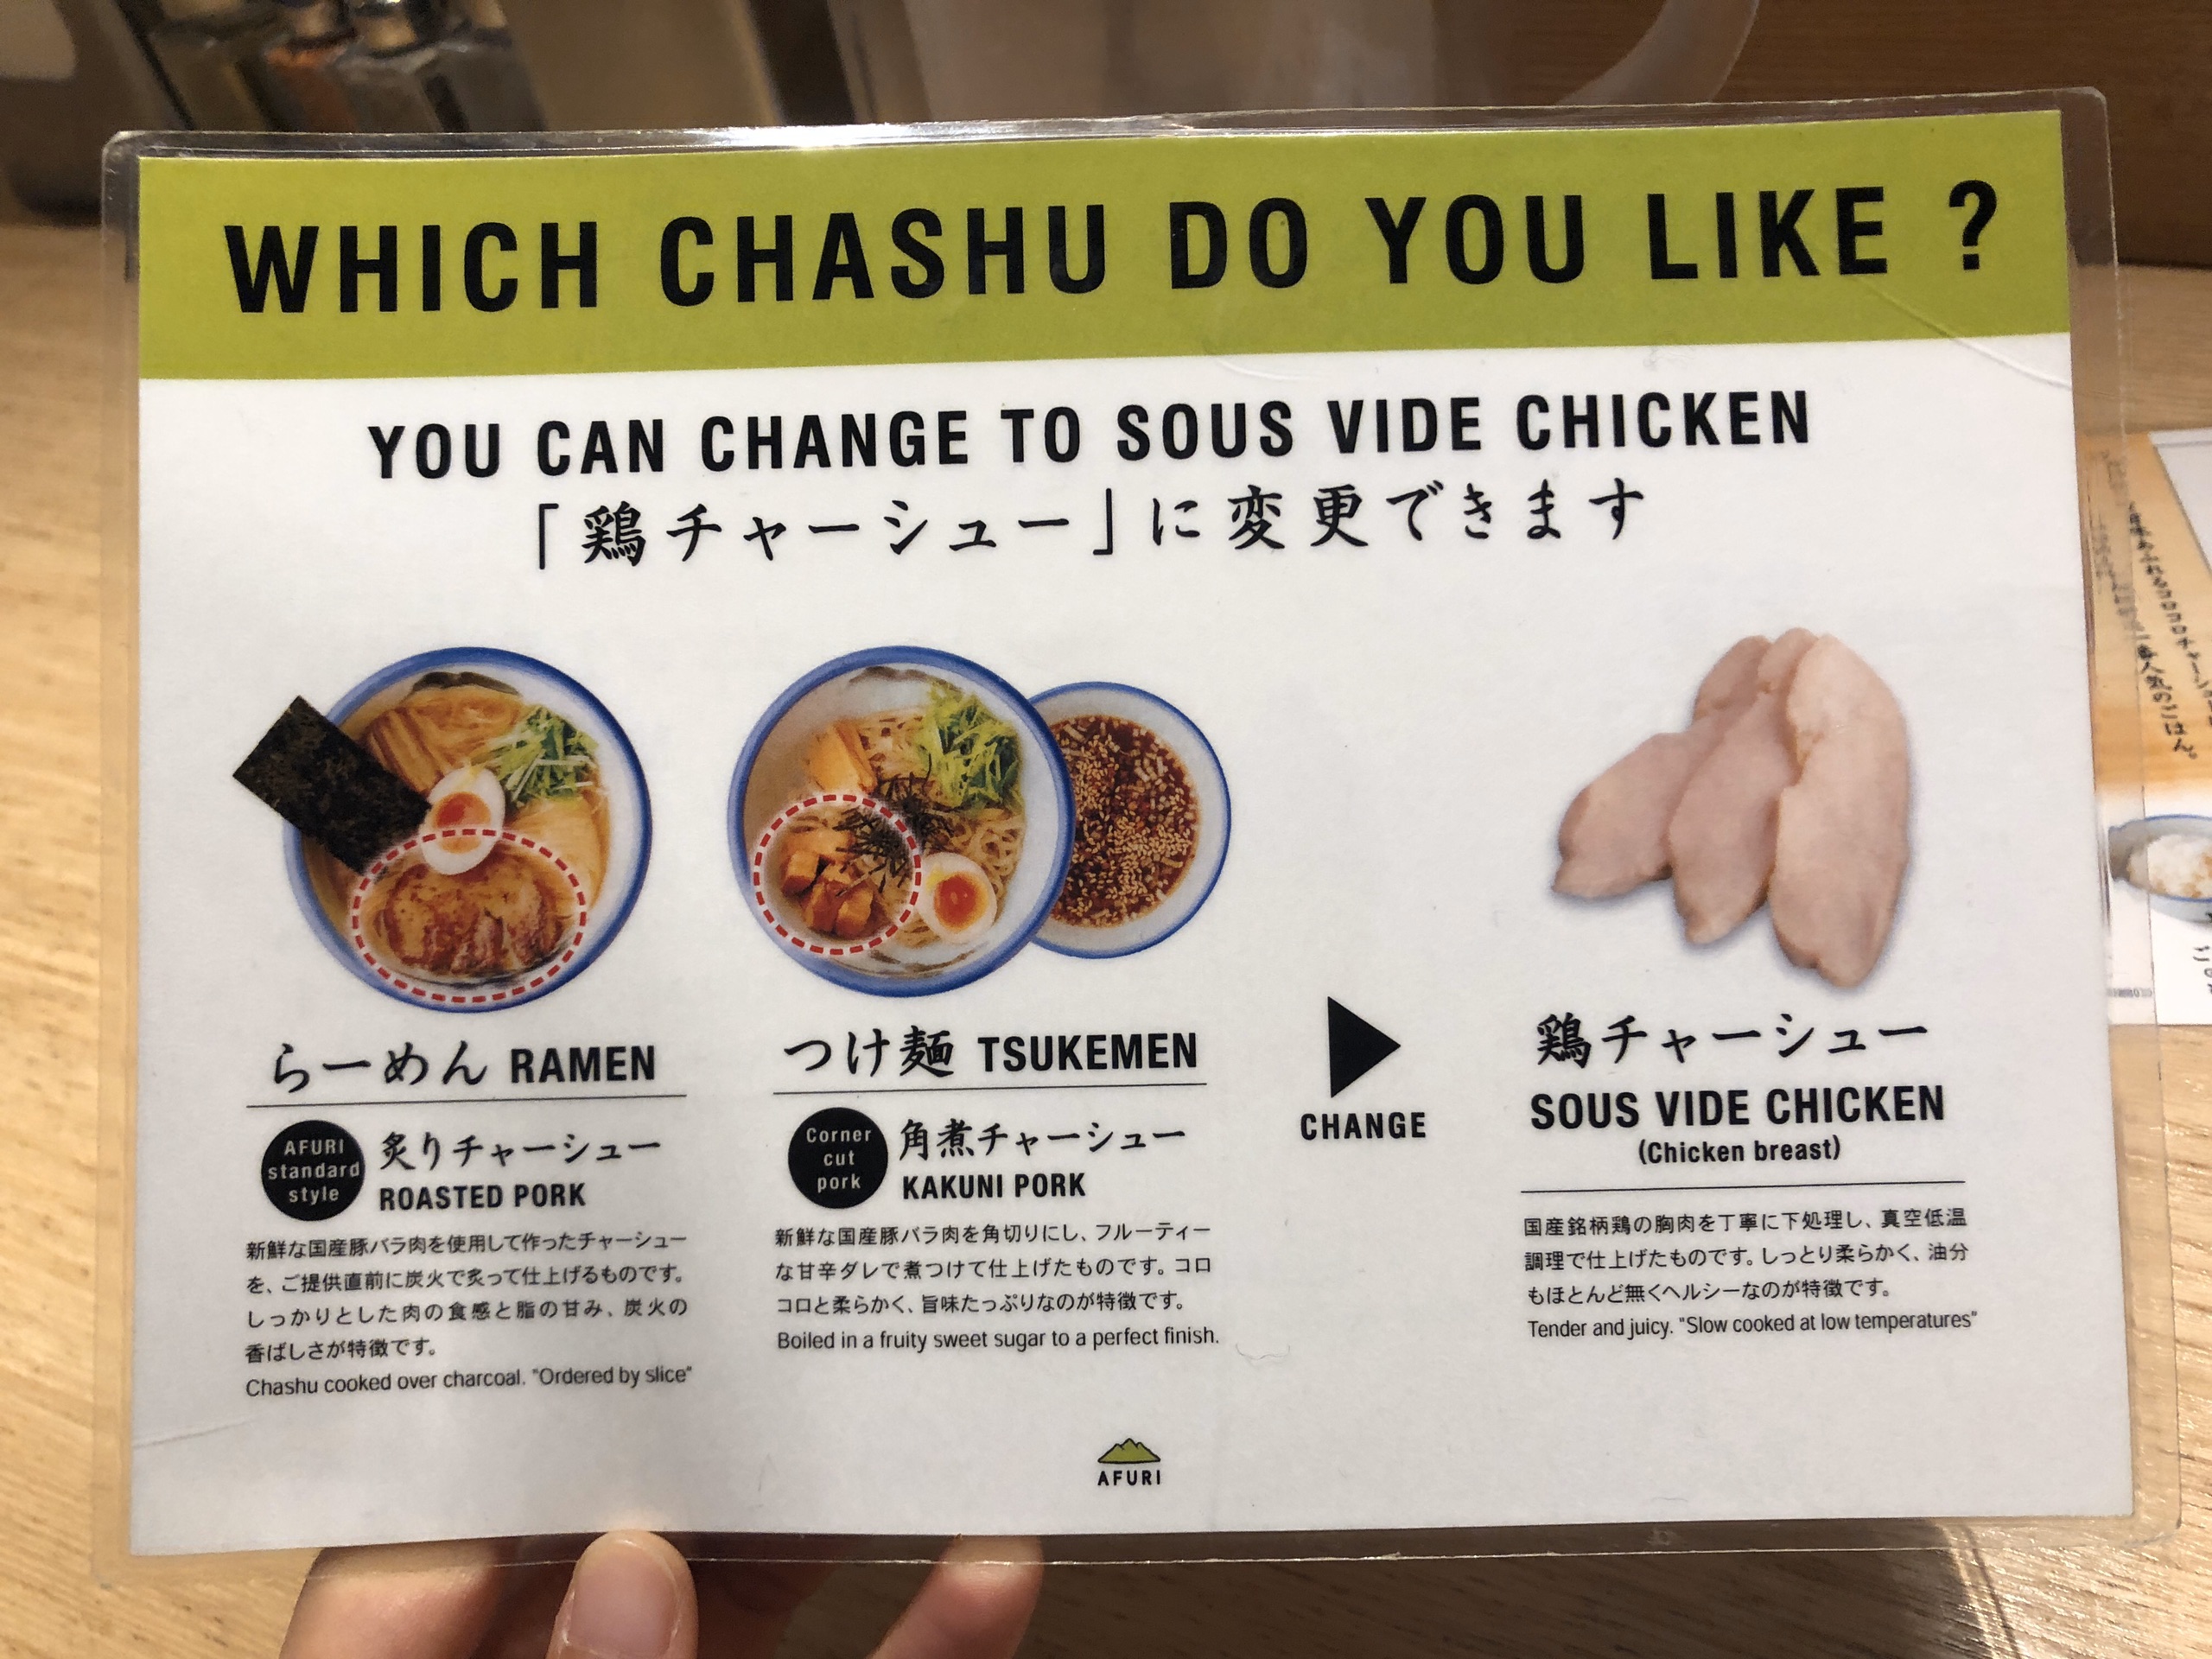 WHICH CHASHU DO YOU LIKE ?
YOU CAN CHANGE TO SOUS VIDE CHICKEN
「鶏チャーシュー」に変更できます
らーめん RAMEN
AFURI
standard
style
炙りチャーシュー
ROASTED PORK
新鮮な国産豚バラ肉を使用して作ったチャーシュー
を、ご提供直前に炭火で炙って仕上げるものです。
しっかりとした肉の食感と脂の甘み、炭火の
香ばしさが特徴です。
Chashu cooked over charcoal. "Ordered by slice"
つけ麺 TSUKEMEN
Corner
cut
pork
角煮チャーシュー
KAKUNI PORK
新鮮な国産豚バラ肉を角切りにし、フルーティー
な甘辛ダレで煮つけて仕上げたものです。コロ
コロと柔らかく、旨味たっぷりなのが特徴です。
Boiled in a fruity sweet sugar to a perfect finish.
CHANGE
鶏チャーシュー
SOUS VIDE CHICKEN
(Chicken breast)
国産銘柄鶏の胸肉を丁寧に下処理し、真空低温
調理で仕上げたものです。しっとり柔らかく、油分
もほとんど無くヘルシーなのが特徴です。
Tender and juicy. "Slow cooked at low temperatures"
AFURI
人気のごはん。